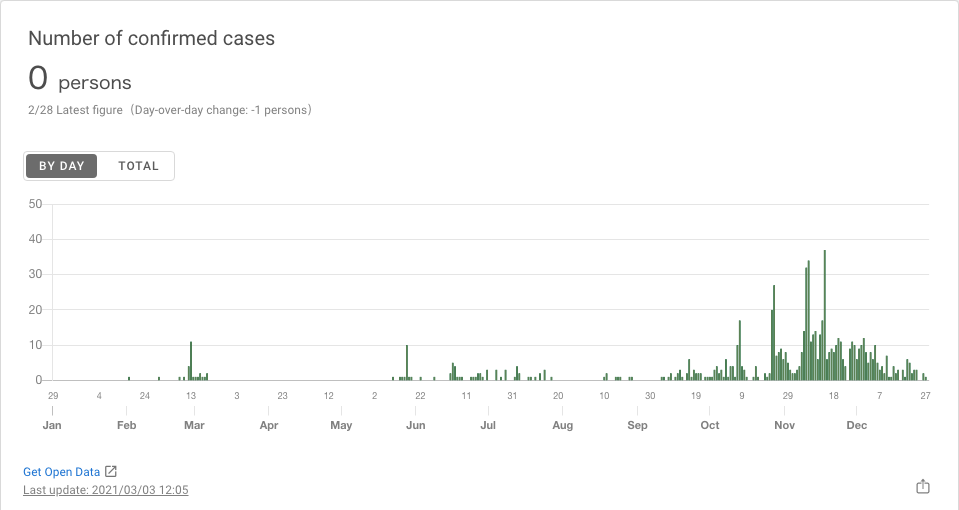 Number of confirmed cases
0 persons
2/28 Latest figure（Day-over-day change: -1 persons）
BY DAY TOTAL
50
40
30
20
10
0
29 4 24 13 3 23 12 2 22 11 31 20 10 30 19 9 29 18 7 27
Jan Feb Mar Apr May Jun Jul Aug Sep Oct Nov Dec
Get Open Data
Last update: 2021/03/03 12:05